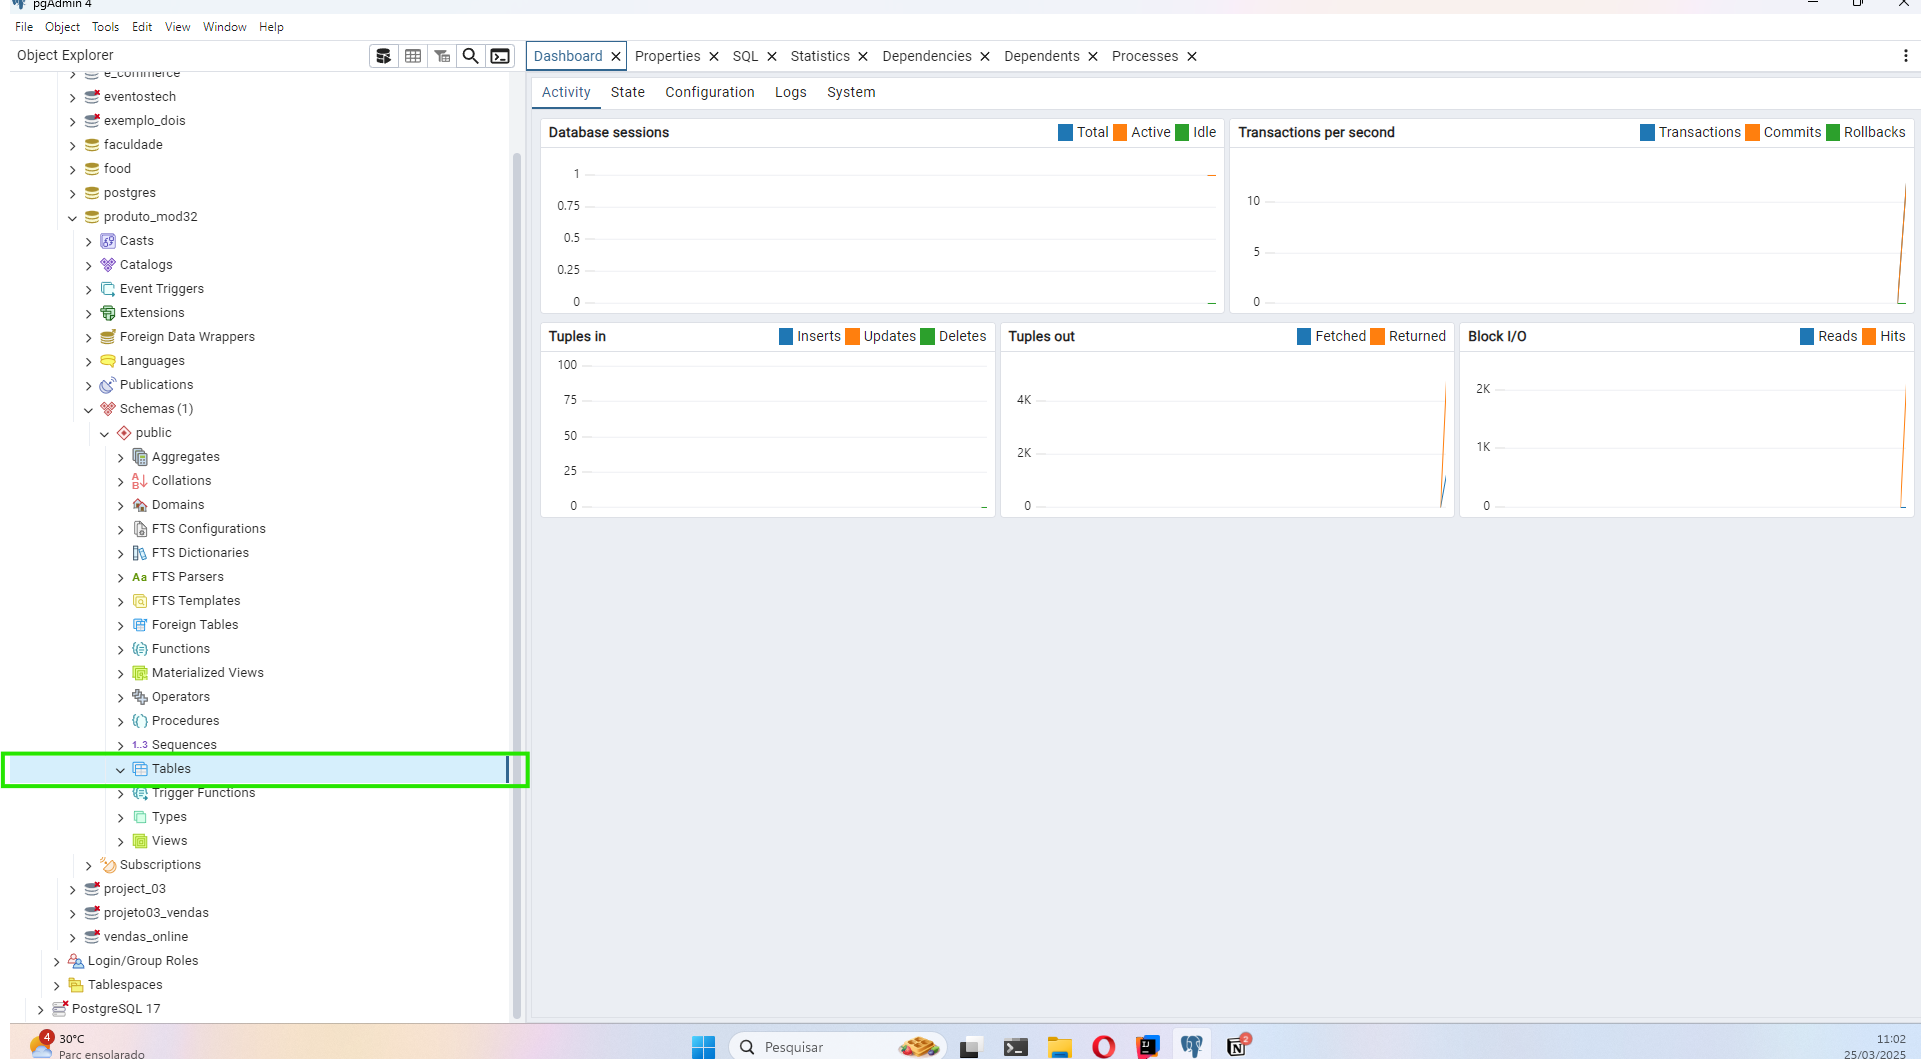 pgAdmin 4
File Object Tools Edit View Window Help
Object Explorer
Dashboard Properties SQL Statistics Dependencies Dependents Processes
e_commerce
eventostech
exemplo_dois
faculdade
food
postgres
produto_mod32
Casts
Catalogs
Event Triggers
Extensions
Foreign Data Wrappers
Languages
Publications
Schemas (1)
public
Aggregates
Collations
Domains
FTS Configurations
FTS Dictionaries
Aa FTS Parsers
FTS Templates
Foreign Tables
Functions
Materialized Views
Operators
Procedures
1..3 Sequences
Tables
Trigger Functions
Types
Views
Subscriptions
project_03
projeto03_vendas
vendas_online
Login/Group Roles
Tablespaces
PostgreSQL 17
Activity State Configuration Logs System
Database sessions Total Active Idle
1
0.75
0.5
0.25
0
Transactions per second Transactions Commits Rollbacks
10
5
0
Tuples in Inserts Updates Deletes
100
75
50
25
0
Tuples out Fetched Returned
4K
2K
0
Block I/O Reads Hits
2K
1K
0
4
30°C
Parc ensolarado
Pesquisar
2
11:02
25/03/2025